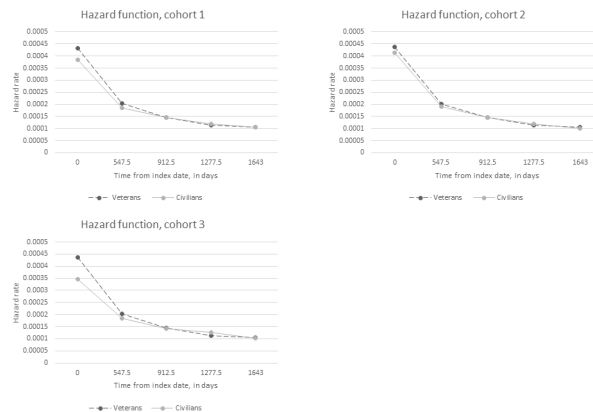 Hazard function, cohort 1
0.0005
0.00045
0.0004
0.00035
0.0003
0.00025
0.0002
0.00015
0.0001
0.00005
0
Hazard rate
0 547.5 912.5 1277.5 1643
Time from index date, in days
Veterans Civilians
Hazard function, cohort 2
0.0005
0.00045
0.0004
0.00035
0.0003
0.00025
0.0002
0.00015
0.0001
0.00005
0
Hazard rate
0 547.5 912.5 1277.5 1643
Time from index date, in days
Veterans Civilians
Hazard function, cohort 3
0.0005
0.00045
0.0004
0.00035
0.0003
0.00025
0.0002
0.00015
0.0001
0.00005
0
Hazard rate
0 547.5 912.5 1277.5 1643
Time from index date, in days
Veterans Civilians